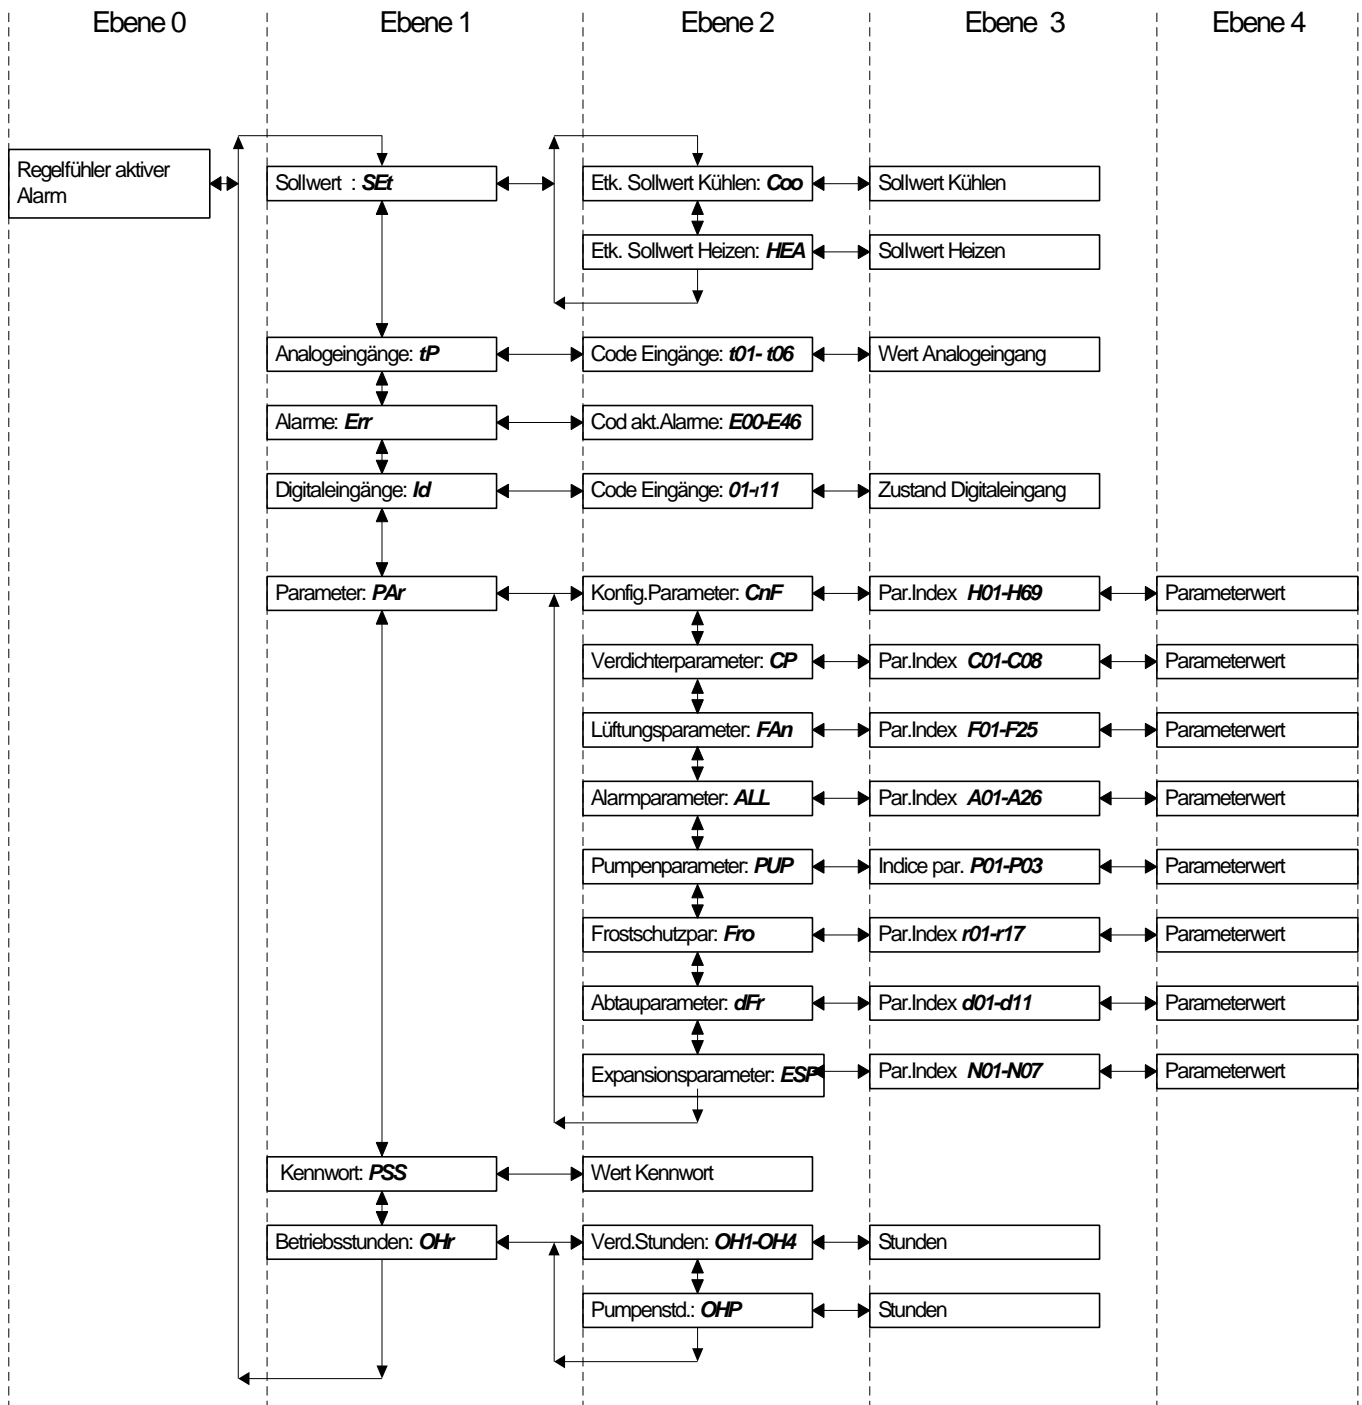 Ebene 0 Ebene 1 Ebene 2 Ebene 3 Ebene 4
Regelfühler aktiver
Alarm
Sollwert : SEt
Etk. Sollwert Kühlen: Coo
Sollwert Kühlen
Etk. Sollwert Heizen: HEA
Sollwert Heizen
Analogeingänge: tP
Code Eingänge: t01- t06
Wert Analogeingang
Alarme: Err
Cod akt.Alarme: E00-E46
Digitaleingänge: Id
Code Eingänge: 01-ı11
Zustand Digitaleingang
Parameter: PAr
Konfig.Parameter: CnF
Par.Index H01-H69
Parameterwert
Verdichterparameter: CP
Par.Index C01-C08
Parameterwert
Lüftungsparameter: FAn
Par.Index F01-F25
Parameterwert
Alarmparameter: ALL
Par.Index A01-A26
Parameterwert
Pumpenparameter: PUP
Indice par. P01-P03
Parameterwert
Frostschutzpar: Fro
Par.Index r01-r17
Parameterwert
Abtauparameter: dFr
Par.Index d01-d11
Parameterwert
Expansionsparameter: ESP
Par.Index N01-N07
Parameterwert
Kennwort: PSS
Wert Kennwort
Betriebsstunden: OHr
Verd.Stunden: OH1-OH4
Stunden
Pumpenstd.: OHP
Stunden